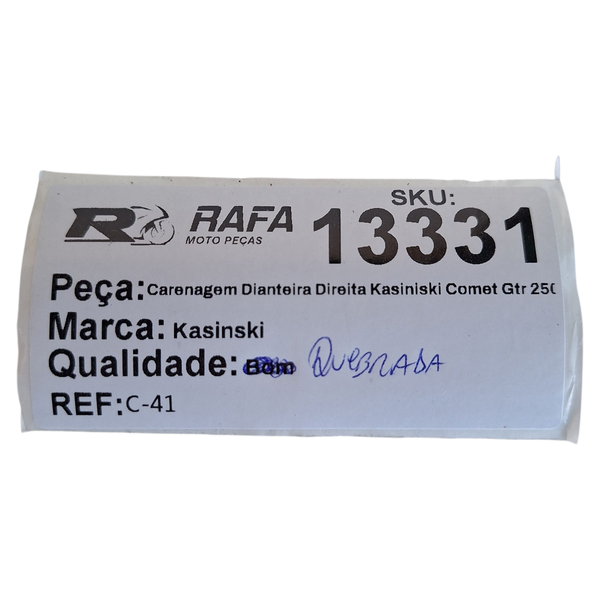 SKU:
R RAFA 13331
MOTO PEÇAS
Peça: Carenagem Dianteira Direita Kasiniski Comet Gtr 250
Marca: Kasinski
Qualidade: Bom QUEBRADA
REF: C-41